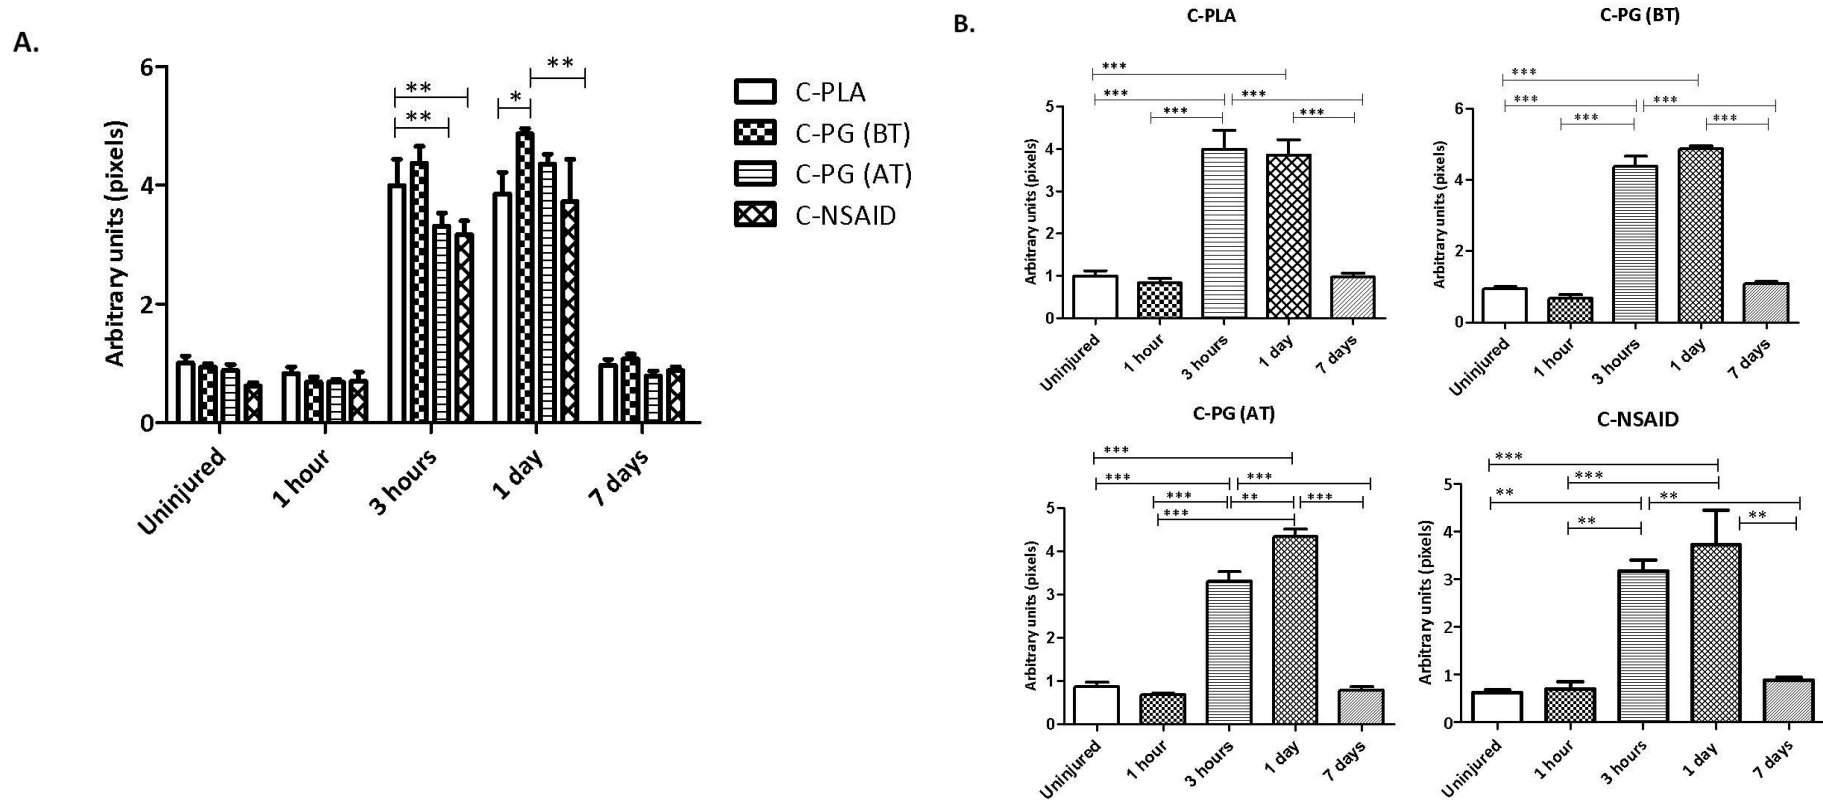 A.
6
4
2
0
Arbitrary units (pixels)
**
**
*
**
Uninjured
1 hour
3 hours
1 day
7 days
C-PLA
C-PG (BT)
C-PG (AT)
C-NSAID
B.
C-PLA
***
***
***
***
***
5
4
3
2
1
0
Arbitrary units (pixels)
Uninjured
1 hour
3 hours
1 day
7 days
C-PG (BT)
***
***
***
***
***
6
4
2
0
Arbitrary units (pixels)
Uninjured
1 hour
3 hours
1 day
7 days
C-PG (AT)
***
***
***
***
**
***
***
5
4
3
2
1
0
Arbitrary units (pixels)
Uninjured
1 hour
3 hours
1 day
7 days
C-NSAID
***
***
**
**
**
**
5
4
3
2
1
0
Arbitrary units (pixels)
Uninjured
1 hour
3 hours
1 day
7 days